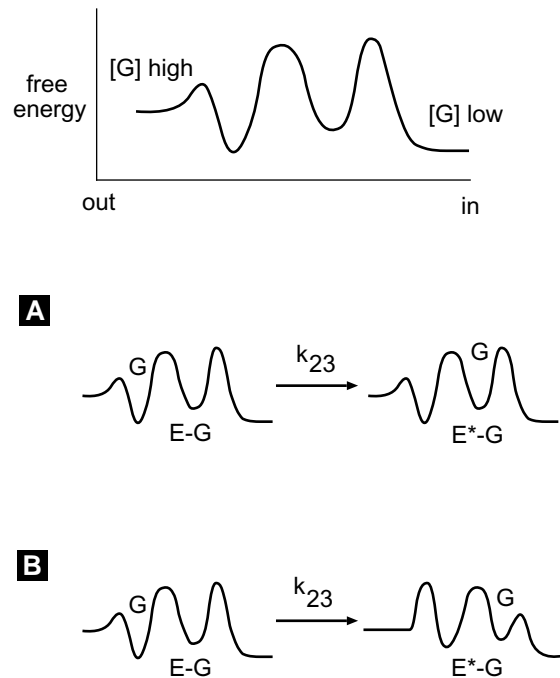 [G] high
free
energy
[G] low
out
in
A
G
k23
G
E-G
E*-G
B
G
k23
G
E-G
E*-G